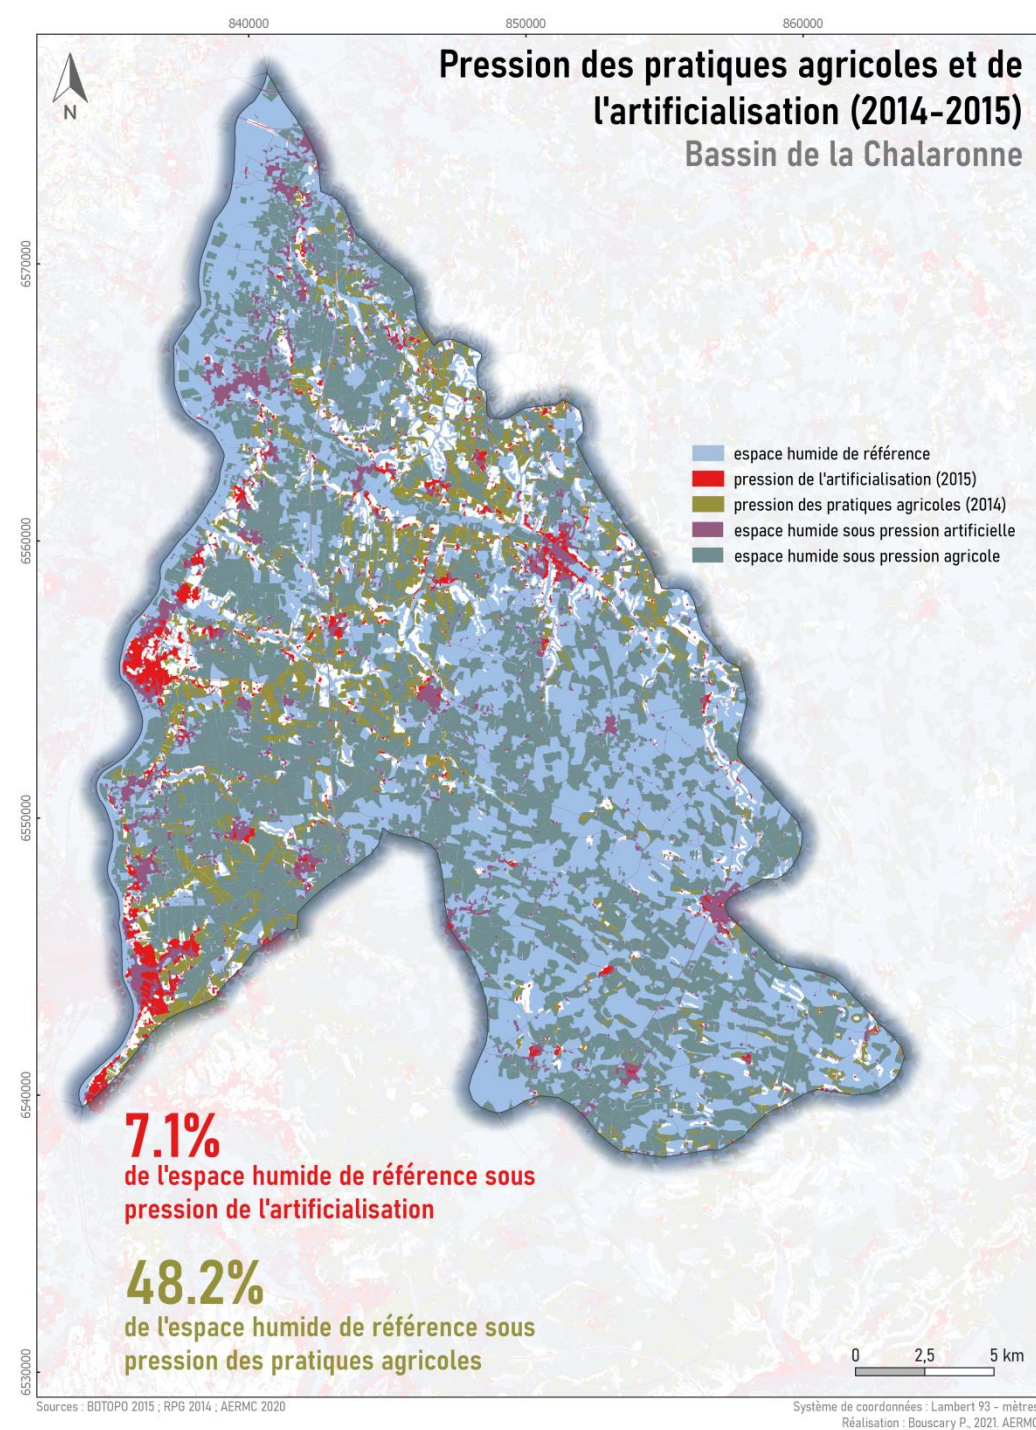 840000
850000
860000
Pression des pratiques agricoles et de
l'artificialisation (2014-2015)
Bassin de la Chalaronne
N
6570000
espace humide de référence
pression de l'artificialisation (2015)
pression des pratiques agricoles (2014)
espace humide sous pression artificielle
espace humide sous pression agricole
6560000
6550000
6540000
7.1%
de l'espace humide de référence sous
pression de l'artificialisation
48.2%
de l'espace humide de référence sous
pression des pratiques agricoles
6530000
0 2,5 5 km
Sources : BDTOPO 2015 ; RPG 2014 ; AERMC 2020
Système de coordonnées : Lambert 93 - mètres
Réalisation : Bouscary P., 2021. AERMC